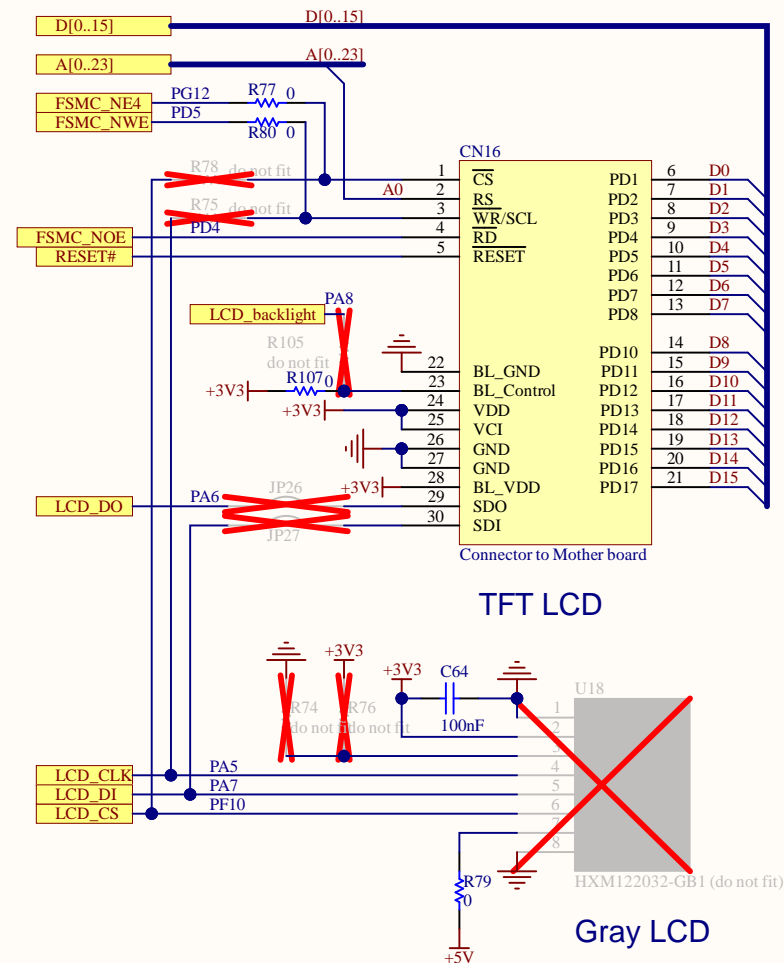 D[0..15] D[0..15]
A[0..23] A[0..23]
FSMC_NE4 PG12 R77 0
FSMC_NWE PD5 R80 0
CN16
R78 do not fit
1 CS PD1 6 D0
A0 2 RS PD2 7 D1
R75 do not fit
3 WR/SCL PD3 8 D2
FSMC_NOE PD4 4 RD PD4 9 D3
RESET# 5 RESET PD5 10 D4
PD6 11 D5
PD7 12 D6
PD8 13 D7
LCD_backlight PA8
R105
do not fit
PD10 14 D8
22 BL_GND PD11 15 D9
+3V3 R107 0 23 BL_Control PD12 16 D10
+3V3 24 VDD PD13 17 D11
25 VCI PD14 18 D12
26 GND PD15 19 D13
27 GND PD16 20 D14
+3V3 28 BL_VDD PD17 21 D15
LCD_DO PA6 JP26 29 SDO
JP27 30 SDI
Connector to Mother board
TFT LCD
+3V3 +3V3 C64
100nF
R74 do not fit
R76 do not fit
U18
1
2
3
LCD_CLK PA5 4
LCD_DI PA7 5
LCD_CS PF10 6
7
8
R79
0
+5V
HXM122032-GB1 (do not fit)
Gray LCD